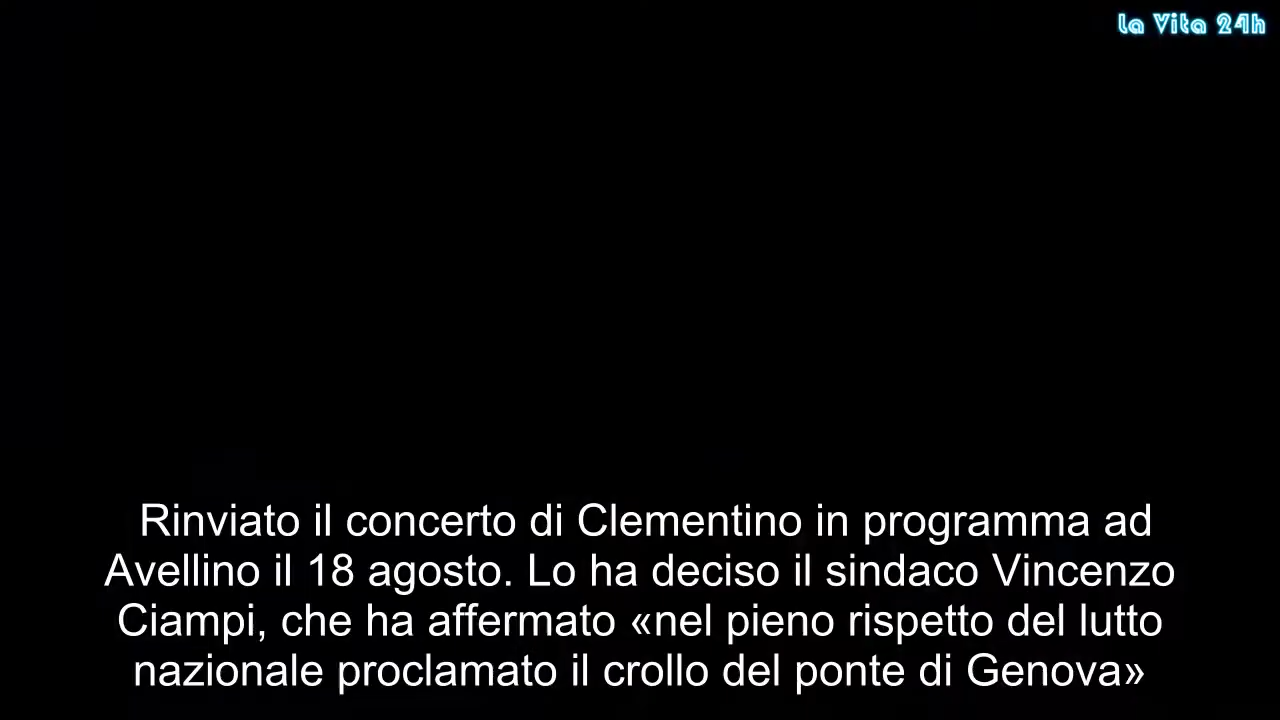 La Vita 24h
Rinviato il concerto di Clementino in programma ad
Avellino il 18 agosto. Lo ha deciso il sindaco Vincenzo
Ciampi, che ha affermato «nel pieno rispetto del lutto
nazionale proclamato il crollo del ponte di Genova»